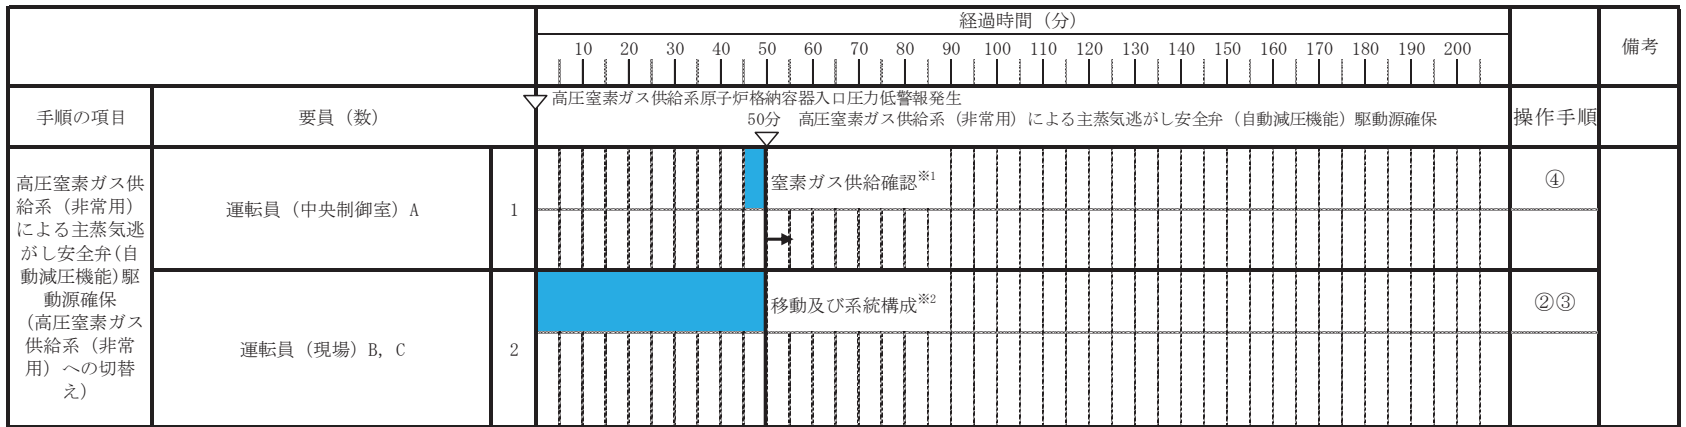 経過時間（分）
備考
10 20 30 40 50 60 70 80 90 100 110 120 130 140 150 160 170 180 190 200
手順の項目
要員（数）
高圧窒素ガス供給系原子炉格納容器入口圧力低警報発生
50分 高圧窒素ガス供給系（非常用）による主蒸気逃がし安全弁（自動減圧機能）駆動源確保
操作手順
高圧窒素ガス供
給系（非常用）
による主蒸気逃
がし安全弁(自
動減圧機能)駆
動源確保
（高圧窒素ガス
供給系（非常
用）への切替
え）
運転員（中央制御室）A
1
窒素ガス供給確認※1
④
運転員（現場）B, C
2
移動及び系統構成※2
②③